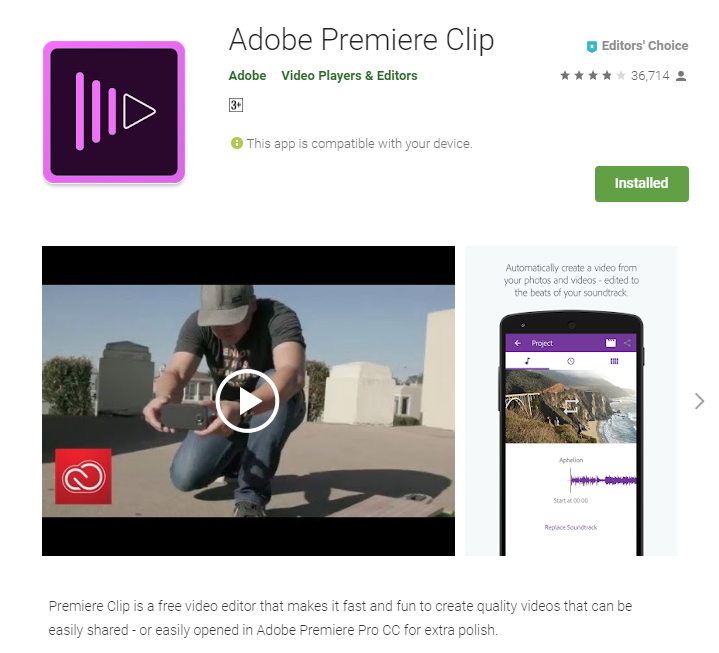 Adobe Premiere Clip
Editors' Choice
Adobe Video Players & Editors
36,714
3+
This app is compatible with your device.
Installed
Automatically create a video from
your photos and videos - edited to
the beats of your soundtrack.
Project
Aphelion
Start at 00:00
Replace Soundtrack
Premiere Clip is a free video editor that makes it fast and fun to create quality videos that can be
easily shared - or easily opened in Adobe Premiere Pro CC for extra polish.